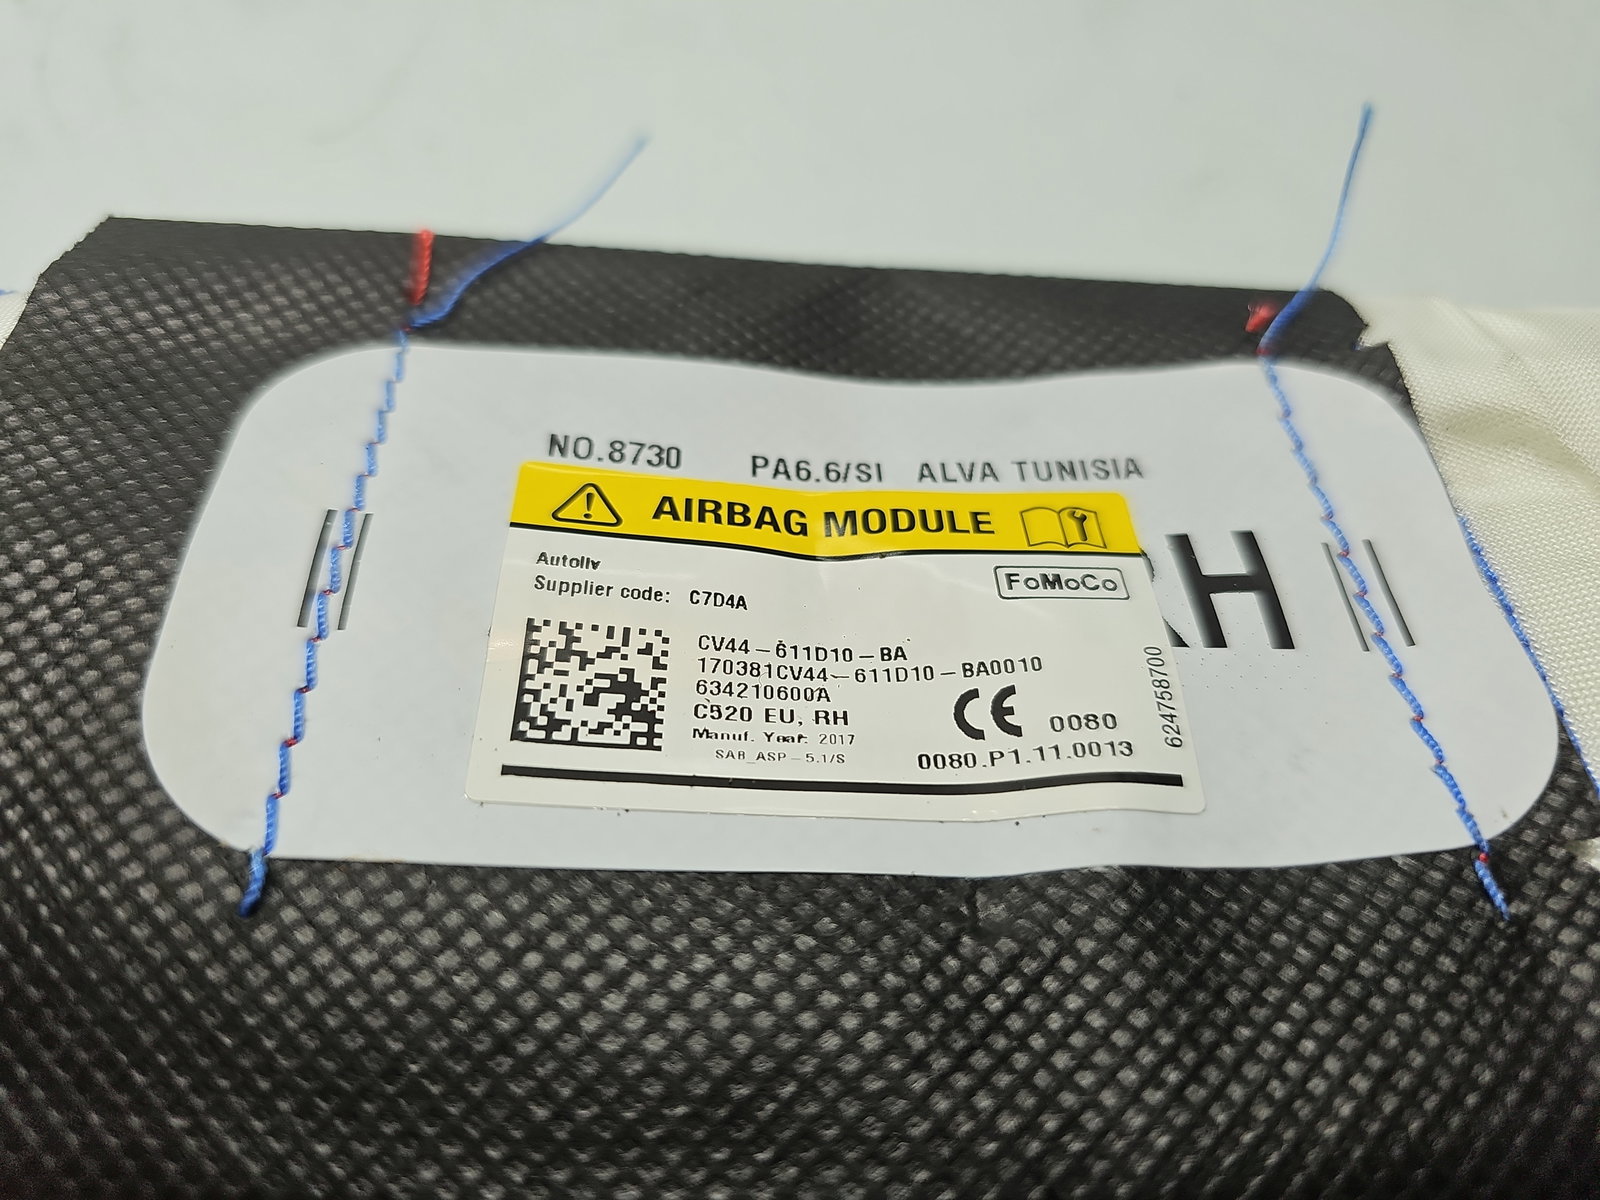 NO.8730 PA6.6/SI ALVA TUNISIA
AIRBAG MODULE
RH
Autoliv
FoMoCo
Supplier code: C7D4A
CV44-611D10-BA
170381CV44-611D10-BA0010
634210600A
C520 EU, RH
CE 0080
Manuf. Year: 2017
SAB_ASP-5.1/S
0080.P1.11.0013
624758700